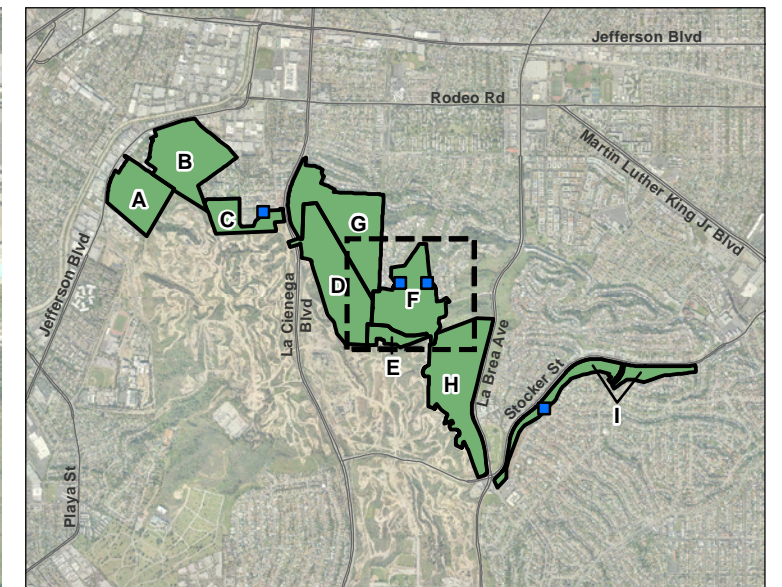 Jefferson Blvd
Rodeo Rd
Martin Luther King Jr Blvd
B
A
C
G
Jefferson Blvd
La Cienega
Blvd
D
F
E
La Brea Ave
H
Stocker St
I
Playa St